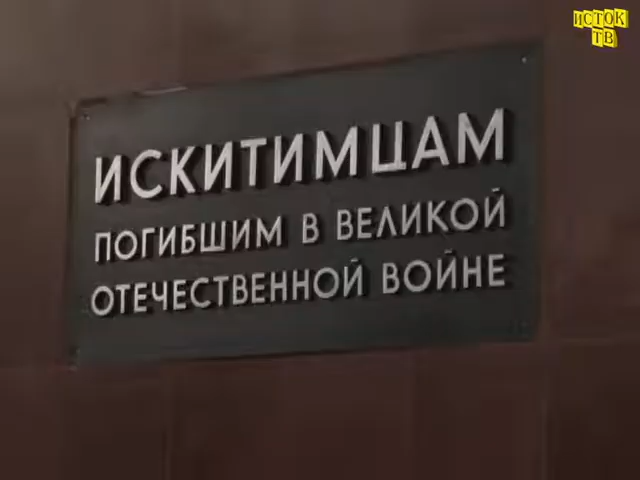 ИСТОК
ТВ
ИСКИТИМЦАМ
ПОГИБШИМ В ВЕЛИКОЙ
ОТЕЧЕСТВЕННОЙ ВОЙНЕ